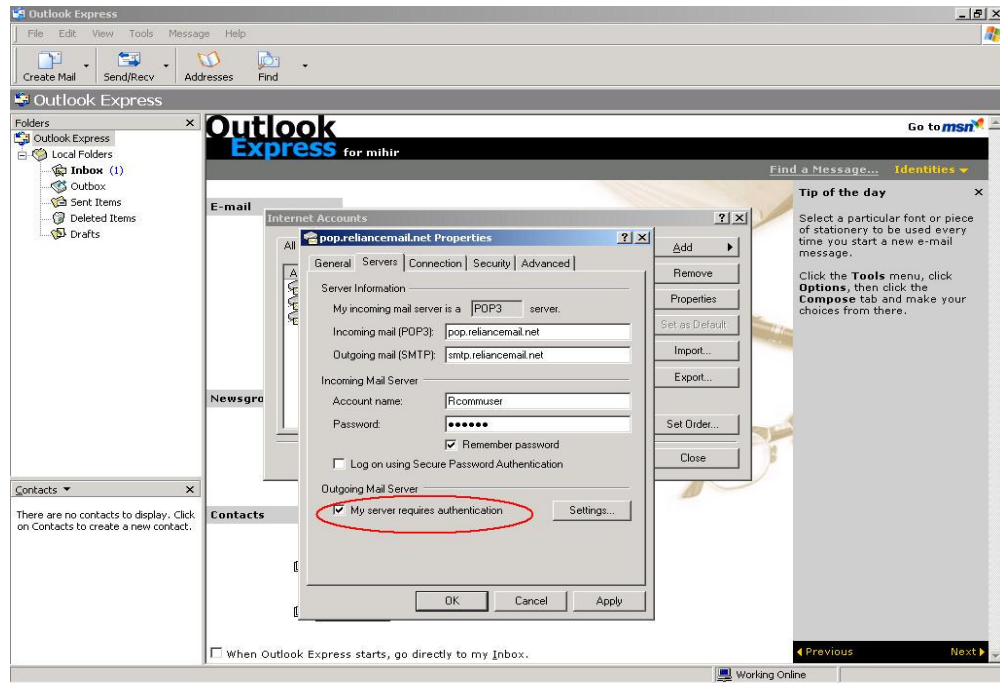 Outlook Express
File Edit View Tools Message Help
Create Mail Send/Recv Addresses Find
Outlook Express
Folders
Outlook Express
Local Folders
Inbox (1)
Outbox
Sent Items
Deleted Items
Drafts
Contacts
There are no contacts to display. Click
on Contacts to create a new contact.
Outlook
Express for mihir
Go to msn
Find a Message... Identities
E-mail
Newsgro
Contacts
When Outlook Express starts, go directly to my Inbox.
Internet Accounts
All
A
Add
Remove
Properties
Set as Default
Import...
Export...
Set Order...
Close
pop.reliancemail.net Properties
General Servers Connection Security Advanced
Server Information
My incoming mail server is a POP3 server.
Incoming mail (POP3): pop.reliancemail.net
Outgoing mail (SMTP): smtp.reliancemail.net
Incoming Mail Server
Account name: Rcommuser
Password: ••••••
Remember password
Log on using Secure Password Authentication
Outgoing Mail Server
My server requires authentication Settings...
OK Cancel Apply
Tip of the day
Select a particular font or piece
of stationery to be used every
time you start a new e-mail
message.
Click the Tools menu, click
Options, then click the
Compose tab and make your
choices from there.
Previous Next
Working Online